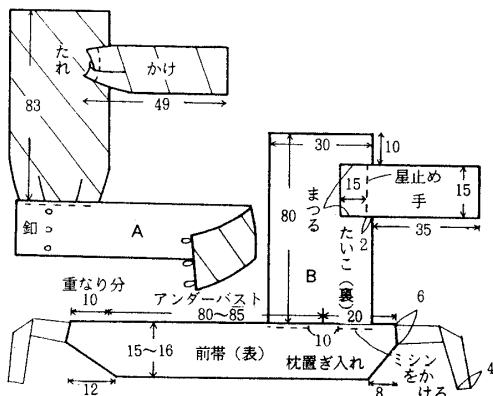 たれ
かけ
83
49
30
10
釦
A
まつる
15
星止め
手
15
80
たいこ（裏）
2
35
B
重なり分
10
アンダーバスト
80～85
20
6
10
15～16
前帯（表）
枕置ぎ入れ
ミシンをかける
4
12
8